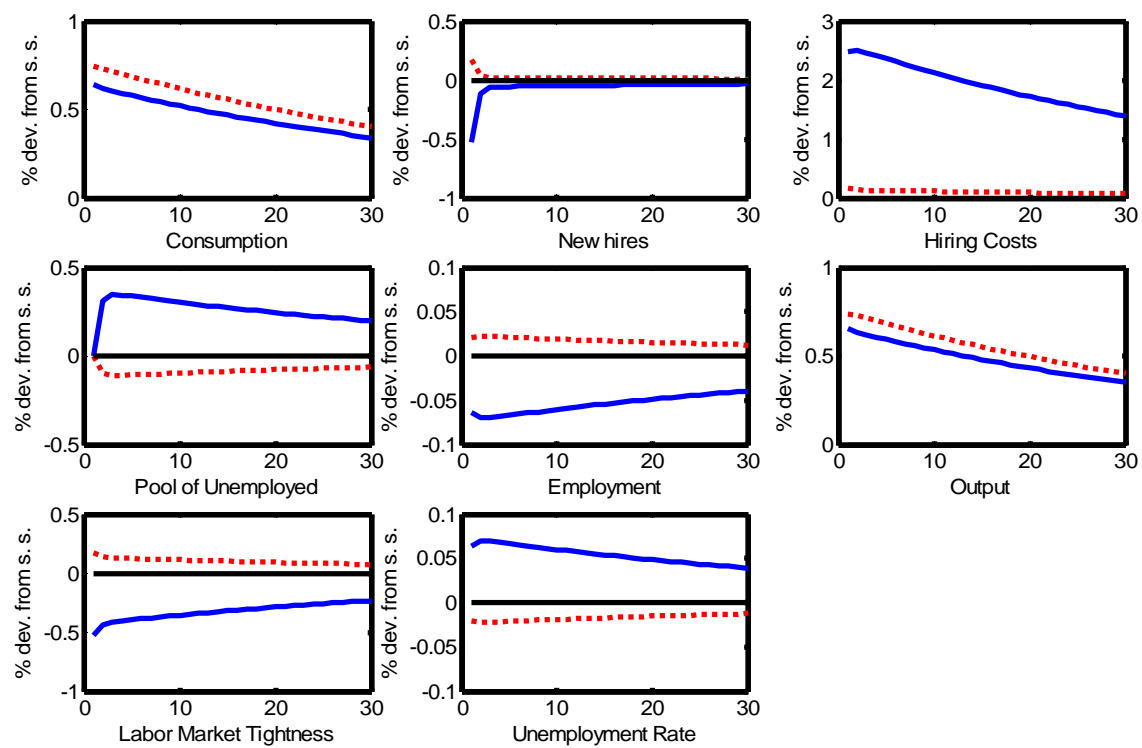 1
0.5
0
% dev. from s. s.
0 10 20 30
Consumption
0.5
0
-0.5
-1
% dev. from s. s.
0 10 20 30
New hires
3
2
1
0
% dev. from s. s.
0 10 20 30
Hiring Costs
0.5
0
-0.5
% dev. from s. s.
0 10 20 30
Pool of Unemployed
0.1
0.05
0
-0.05
-0.1
% dev. from s. s.
0 10 20 30
Employment
1
0.5
0
% dev. from s. s.
0 10 20 30
Output
0.5
0
-0.5
-1
% dev. from s. s.
0 10 20 30
Labor Market Tightness
0.1
0.05
0
-0.05
-0.1
% dev. from s. s.
0 10 20 30
Unemployment Rate